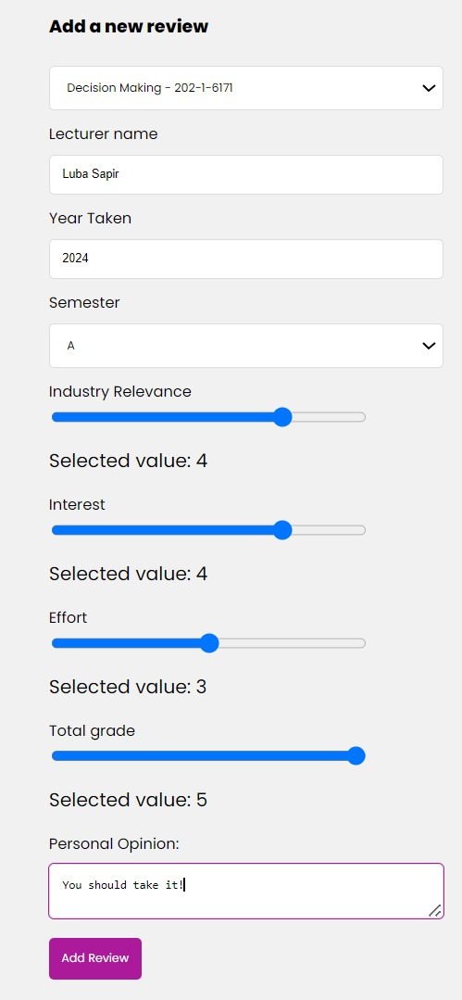 Add a new review
Decision Making - 202-1-6171
Lecturer name
Luba Sapir
Year Taken
2024
Semester
A
Industry Relevance
Selected value: 4
Interest
Selected value: 4
Effort
Selected value: 3
Total grade
Selected value: 5
Personal Opinion:
You should take it!
Add Review